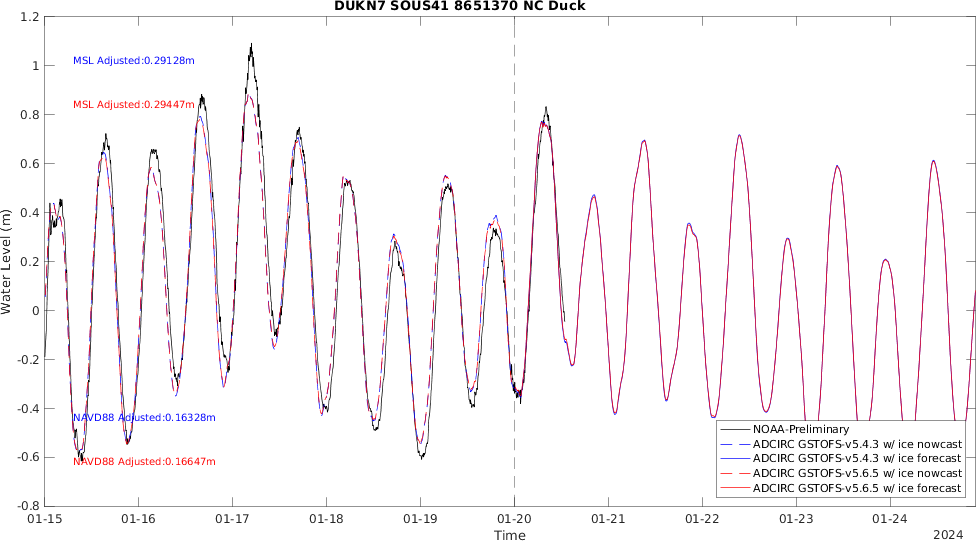 DUKN7 SOUS41 8651370 NC Duck
1.2
1
0.8
0.6
0.4
0.2
0
-0.2
-0.4
-0.6
-0.8
Water Level (m)
MSL Adjusted:0.29128m
MSL Adjusted:0.29447m
NAVD88 Adjusted:0.16328m
NAVD88 Adjusted:0.16647m
NOAA-Preliminary
ADCIRC GSTOFS-v5.4.3 w/ ice nowcast
ADCIRC GSTOFS-v5.4.3 w/ ice forecast
ADCIRC GSTOFS-v5.6.5 w/ ice nowcast
ADCIRC GSTOFS-v5.6.5 w/ ice forecast
01-15 01-16 01-17 01-18 01-19 01-20 01-21 01-22 01-23 01-24
Time
2024